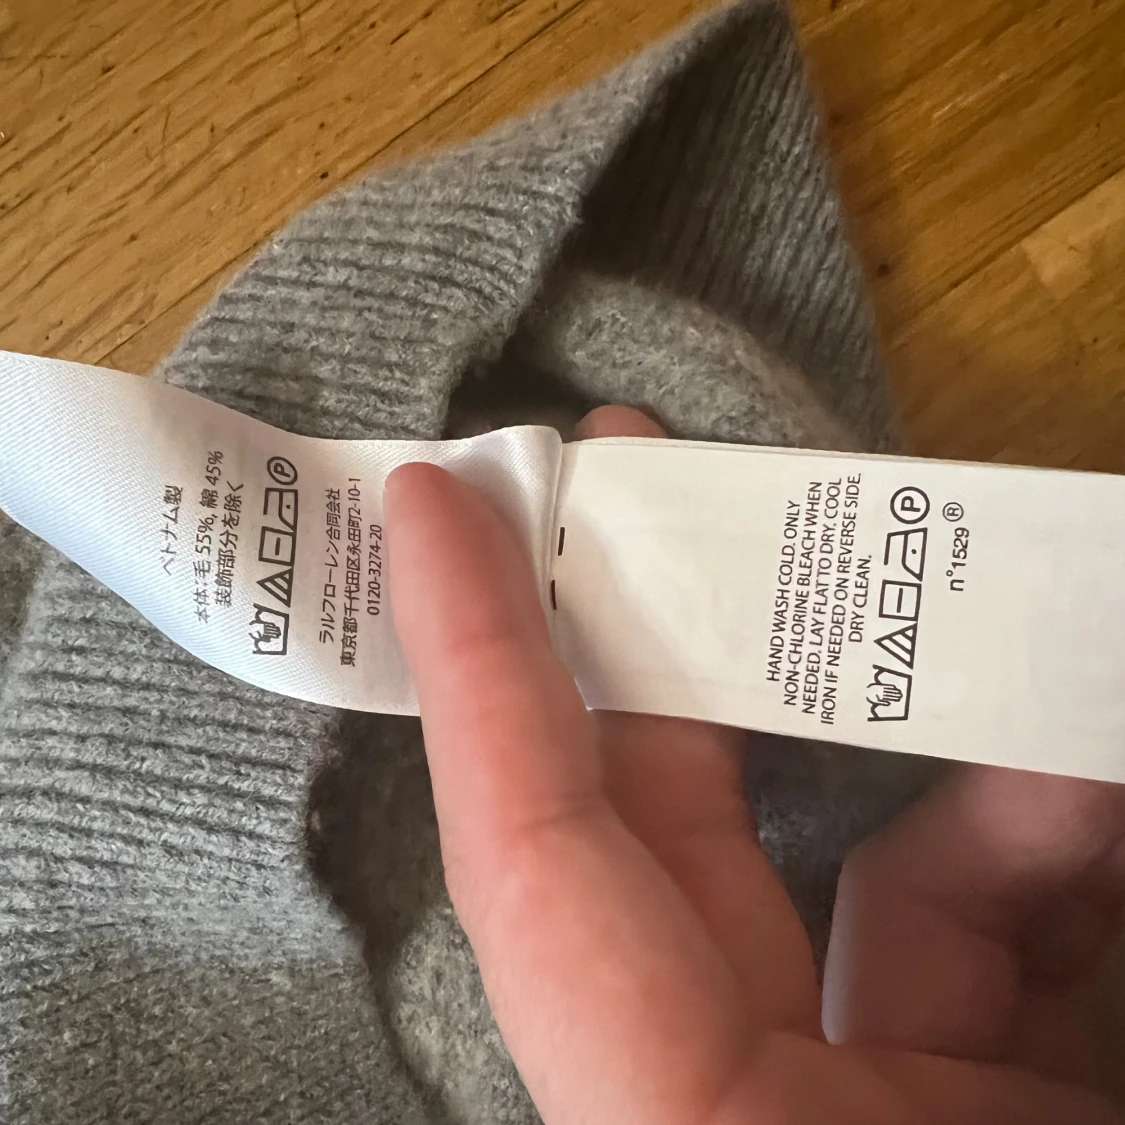 ベトナム製
本体: 毛 55%, 綿 45%
装飾部分を除く
P
ラルフローレン合同会社
東京都千代田区永田町2-10-1
0120-3274-20
HAND WASH COLD. ONLY
NON-CHLORINE BLEACH WHEN
NEEDED. LAY FLAT TO DRY. COOL
IRON IF NEEDED ON REVERSE SIDE.
DRY CLEAN.
P
n°1529 ®